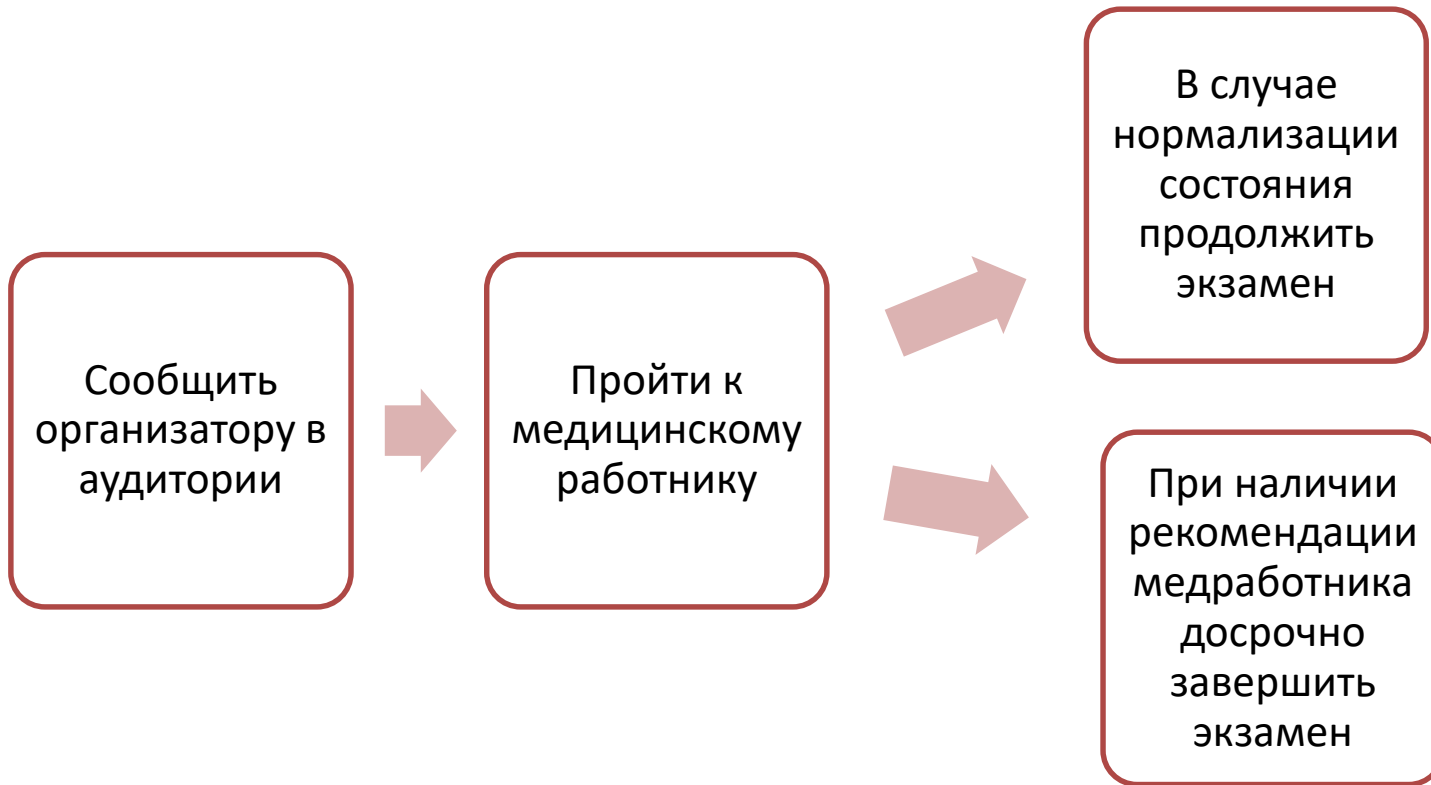 Сообщить
организатору в
аудитории
Пройти к
медицинскому
работнику
В случае
нормализации
состояния
продолжить
экзамен
При наличии
рекомендации
медработника
досрочно
завершить
экзамен